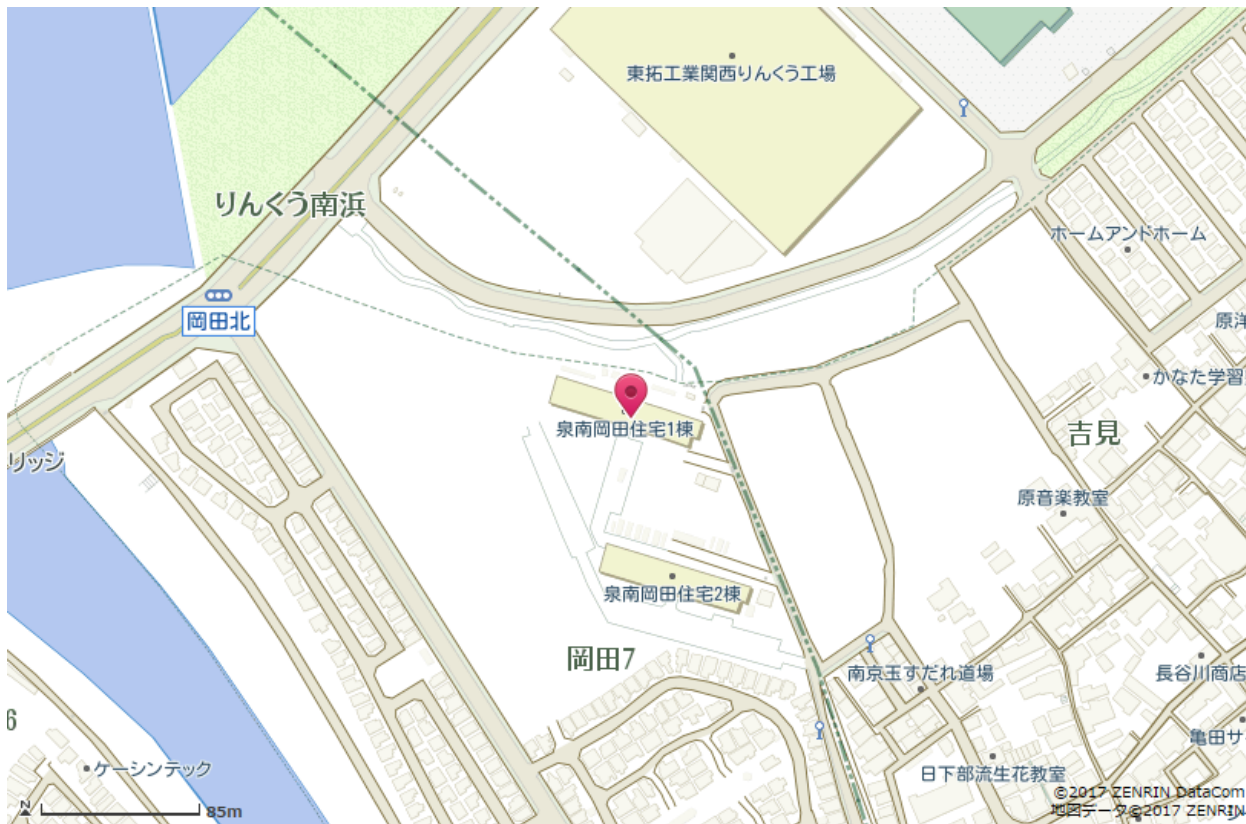 東拓工業関西りんくう工場
りんくう南浜
ホームアンドホーム
岡田北
原洋
かなた学習
泉南岡田住宅1棟
吉見
リッジ
原音楽教室
泉南岡田住宅2棟
岡田7
南京玉すだれ道場
長谷川商店
6
亀田サ
ケーシンテック
日下部流生花教室
N
85m
©2017 ZENRIN DataCom
地図データ©2017 ZENRIN